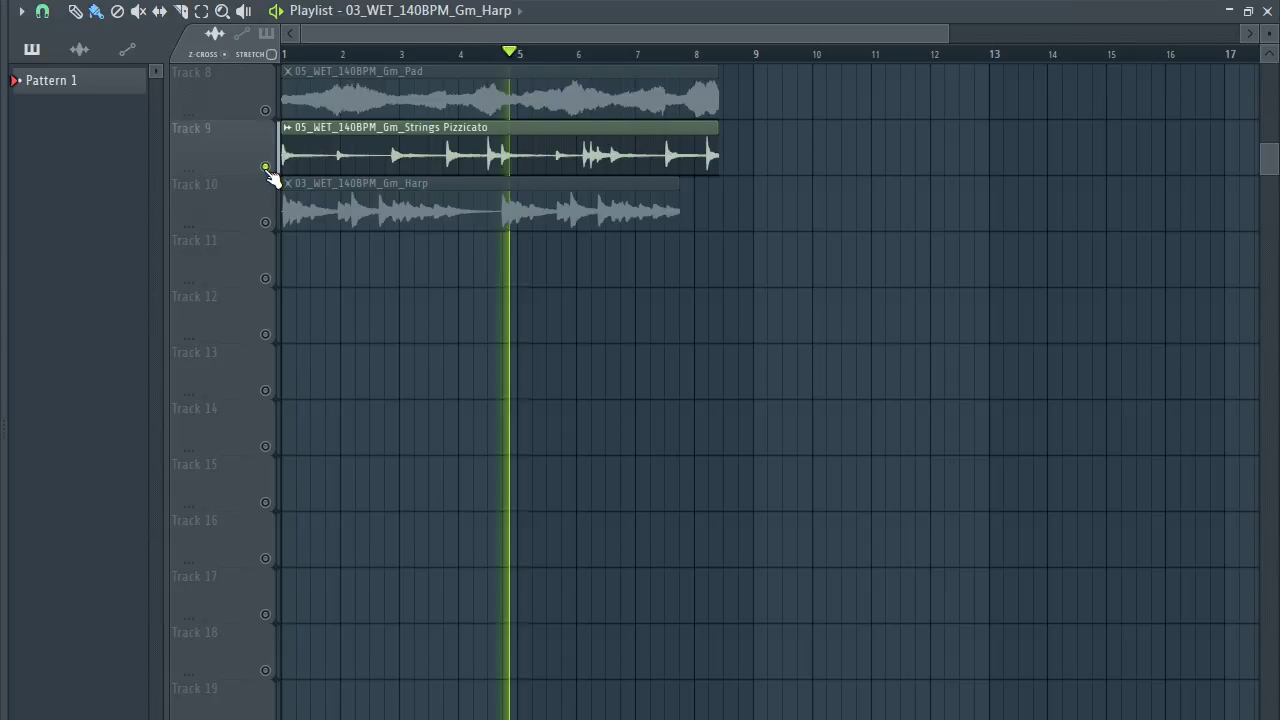 Playlist - 03_WET_140BPM_Gm_Harp
Z-CROSS STRETCH
1 2 3 4 5 6 7 8 9 10 11 12 13 14 15 16 17
Pattern 1
Track 8
05_WET_140BPM_Gm_Pad
Track 9
05_WET_140BPM_Gm_Strings Pizzicato
Track 10
03_WET_140BPM_Gm_Harp
Track 11
Track 12
Track 13
Track 14
Track 15
Track 16
Track 17
Track 18
Track 19